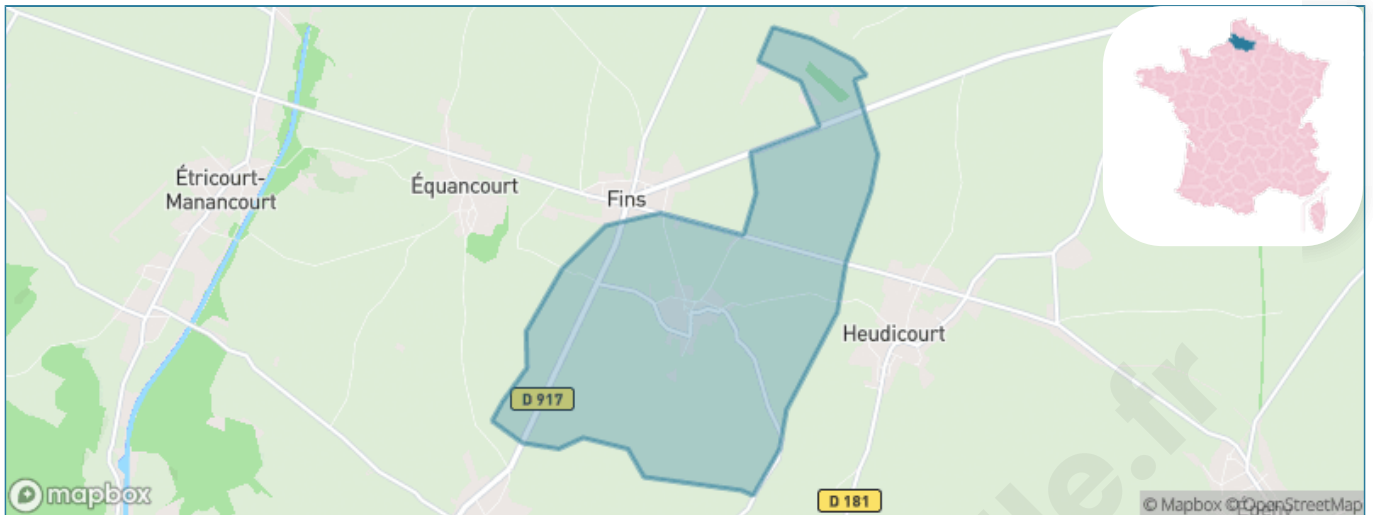 Étricourt-
Manancourt
Équancourt
Fins
Heudicourt
D 917
D 181
mapbox
© Mapbox © OpenStreetMap